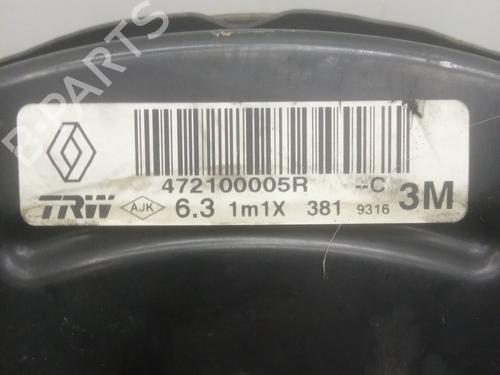 472100005R --C
TRW AJK 6.3 1m1X 381 9316 3M
B-PARTS